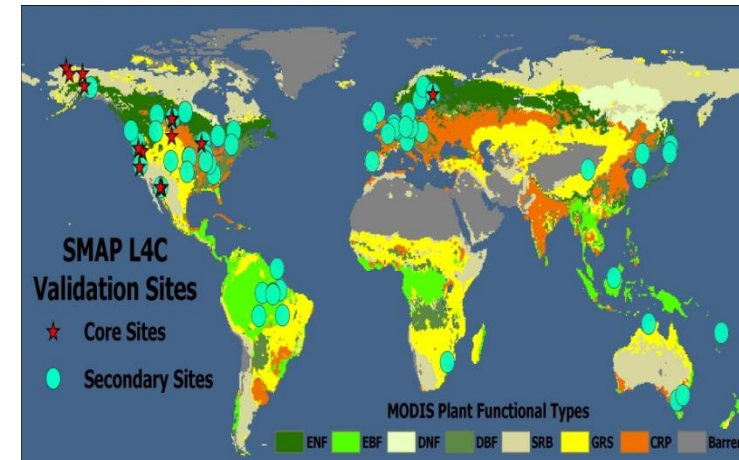 SMAP L4C
Validation Sites
Core Sites
Secondary Sites
MODIS Plant Functional Types
ENF EBF DNF DBF SRB GRS CRP Barren